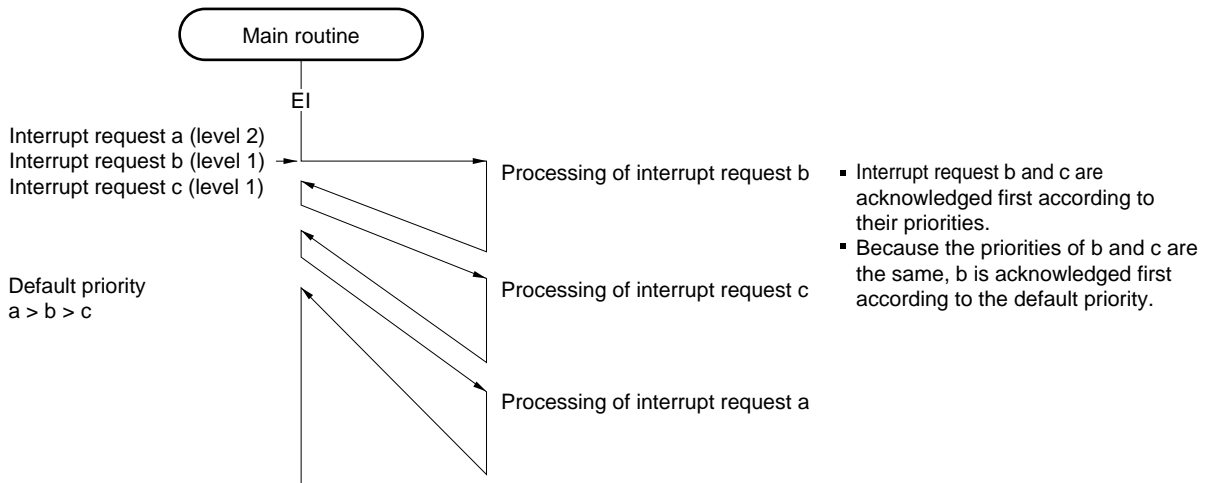 Main routine
EI
Interrupt request a (level 2)
Interrupt request b (level 1)
Interrupt request c (level 1)
Default priority
a > b > c
Processing of interrupt request b
Processing of interrupt request c
Processing of interrupt request a
▪ Interrupt request b and c are
acknowledged first according to
their priorities.
▪ Because the priorities of b and c are
the same, b is acknowledged first
according to the default priority.